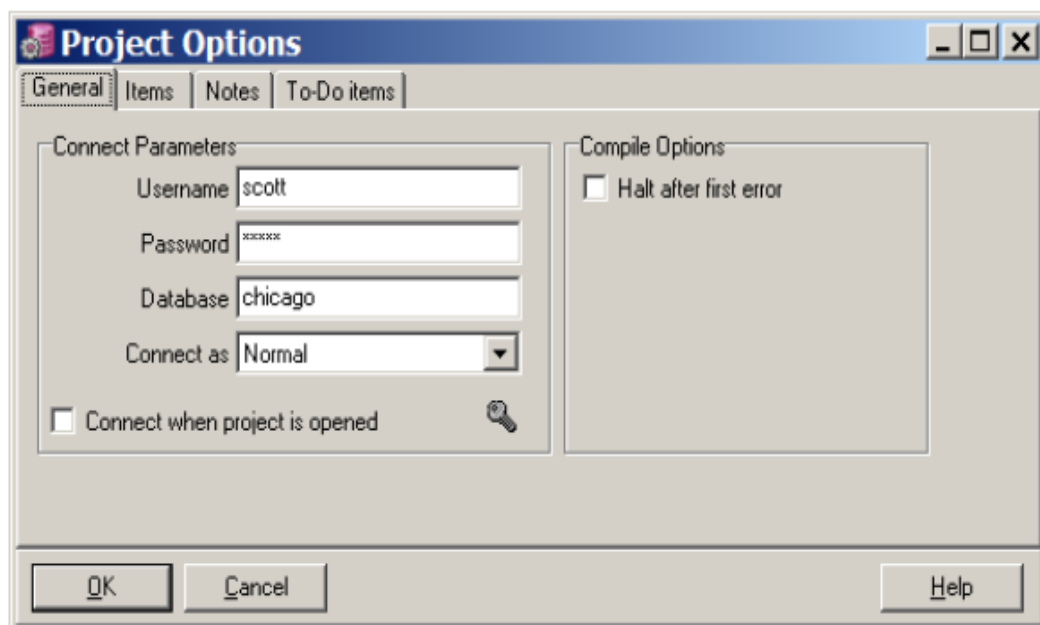 Project Options
General Items Notes To-Do items
Connect Parameters
Username scott
Password *****
Database chicago
Connect as Normal
Connect when project is opened
Compile Options
Halt after first error
OK Cancel Help